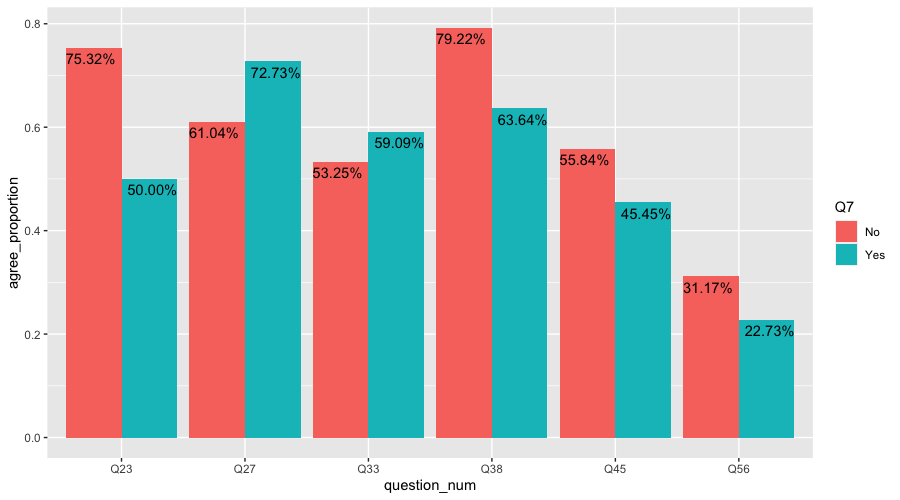 0.8
0.6
0.4
0.2
0.0
agree_proportion
75.32%
50.00%
61.04%
72.73%
53.25%
59.09%
79.22%
63.64%
55.84%
45.45%
31.17%
22.73%
Q23
Q27
Q33
Q38
Q45
Q56
question_num
Q7
No
Yes